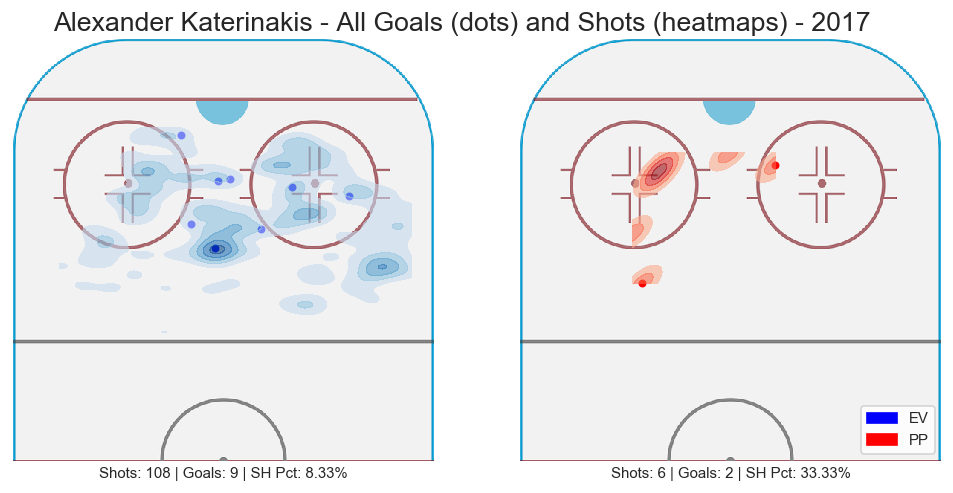 Alexander Katerinakis - All Goals (dots) and Shots (heatmaps) - 2017
EV
PP
Shots: 108 | Goals: 9 | SH Pct: 8.33%
Shots: 6 | Goals: 2 | SH Pct: 33.33%